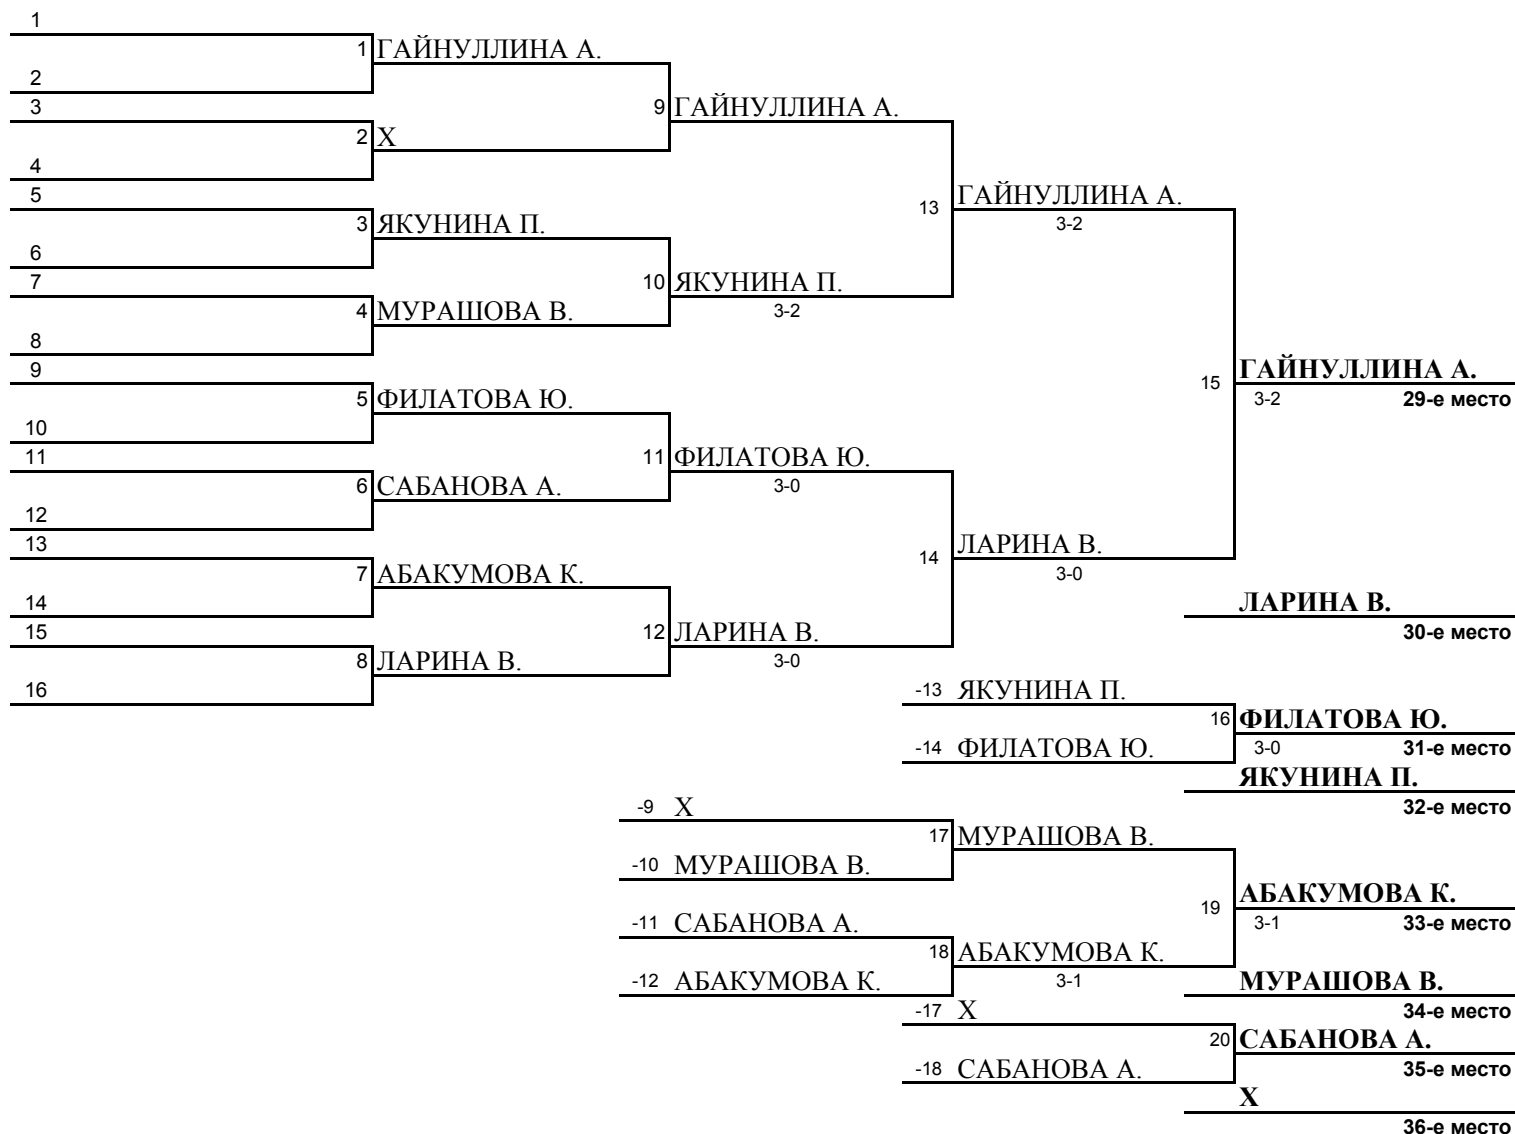 1
1 ГАЙНУЛЛИНА А.
2
3
9 ГАЙНУЛЛИНА А.
2 X
4
5
13 ГАЙНУЛЛИНА А.
3-2
3 ЯКУНИНА П.
6
7
10 ЯКУНИНА П.
3-2
4 МУРАШОВА В.
8
9
15 ГАЙНУЛЛИНА А.
3-2 29-е место
5 ФИЛАТОВА Ю.
10
11
11 ФИЛАТОВА Ю.
3-0
6 САБАНОВА А.
12
13
14 ЛАРИНА В.
3-0
7 АБАКУМОВА К.
14
ЛАРИНА В.
30-е место
15
12 ЛАРИНА В.
3-0
8 ЛАРИНА В.
16
-13 ЯКУНИНА П.
16 ФИЛАТОВА Ю.
3-0 31-е место
-14 ФИЛАТОВА Ю.
ЯКУНИНА П.
32-е место
-9 X
17 МУРАШОВА В.
-10 МУРАШОВА В.
19 АБАКУМОВА К.
3-1 33-е место
-11 САБАНОВА А.
18 АБАКУМОВА К.
3-1
-12 АБАКУМОВА К.
МУРАШОВА В.
34-е место
-17 X
20 САБАНОВА А.
35-е место
-18 САБАНОВА А.
X
36-е место